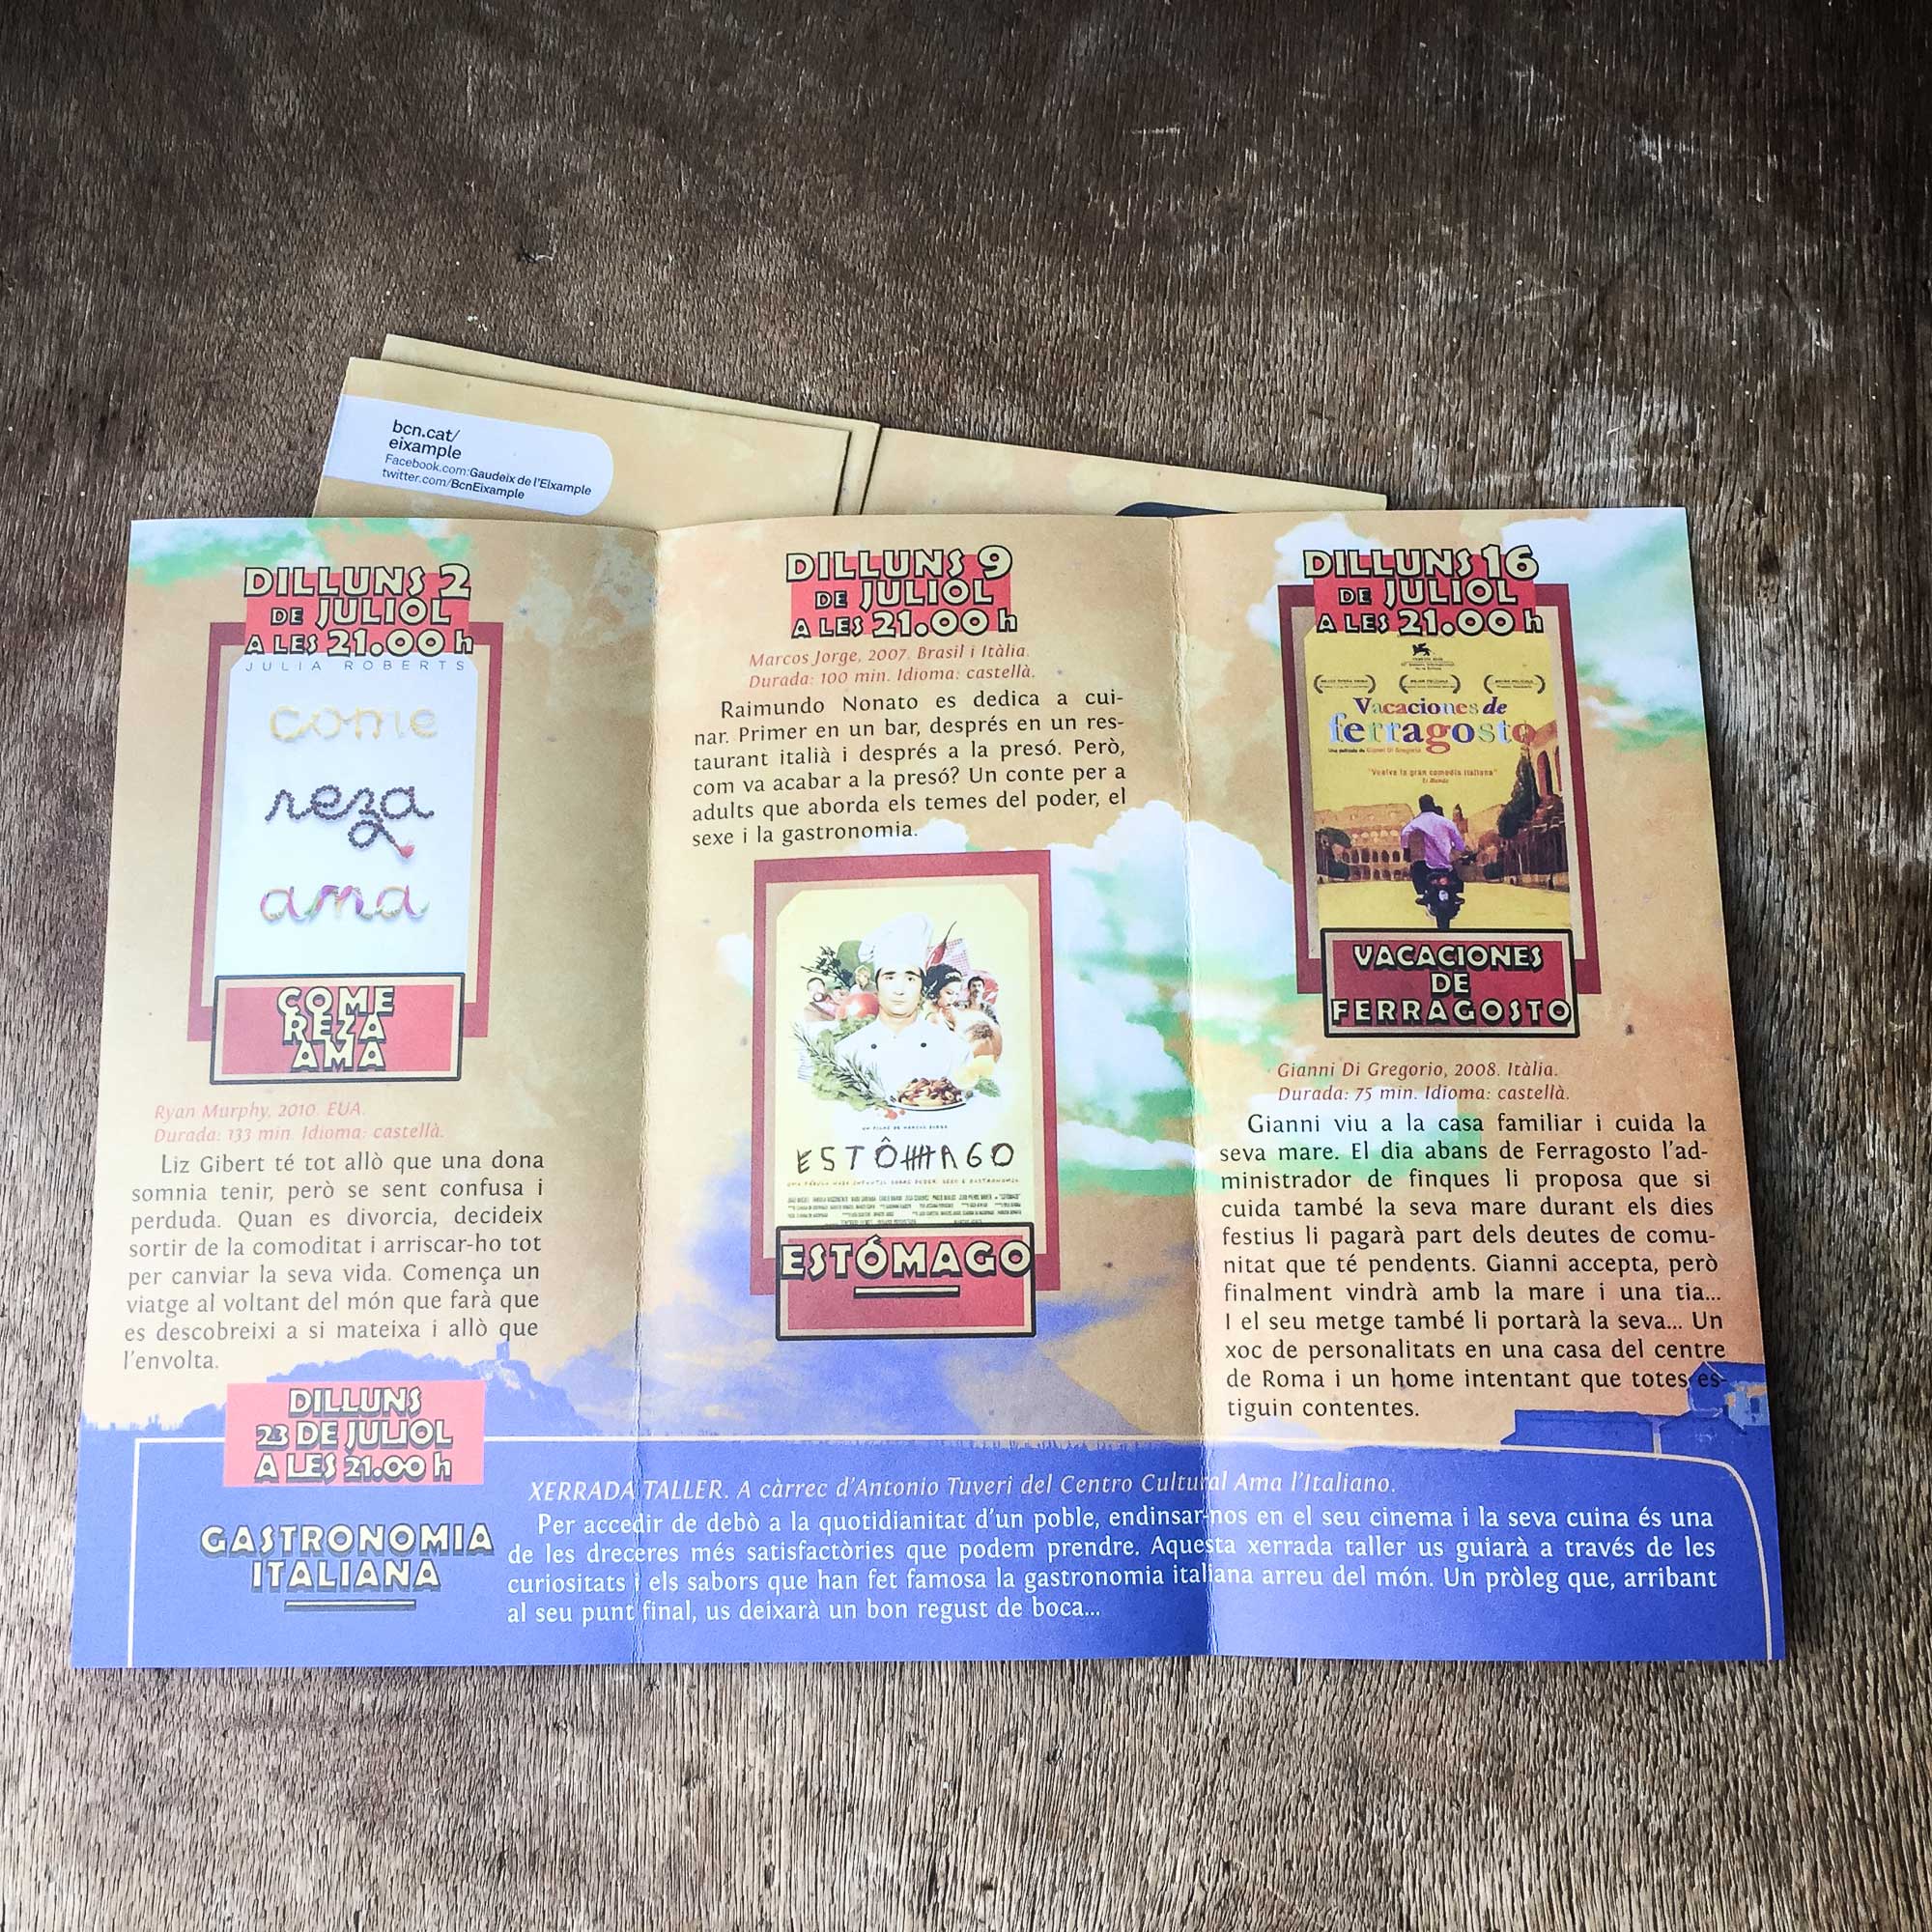 bcn.cat/
eixample
Facebook.com:Gaudeix de l'Eixample
twitter.com/BcnEixample
DILLUNS 2
DE JULIOL
A LES 21.00 h
JULIA ROBERTS
come
reza
ama
COME
REZA
AMA
Ryan Murphy, 2010. EUA.
Durada: 133 min. Idioma: castellà.
Liz Gibert té tot allò que una dona
somnia tenir, però se sent confusa i
perduda. Quan es divorcia, decideix
sortir de la comoditat i arriscar-ho tot
per canviar la seva vida. Comença un
viatge al voltant del món que farà que
es descobreixi a si mateixa i allò que
l'envolta.
DILLUNS 9
DE JULIOL
A LES 21.00 h
Marcos Jorge, 2007. Brasil i Itàlia.
Durada: 100 min. Idioma: castellà.
Raimundo Nonato es dedica a cui-
nar. Primer en un bar, després en un res-
taurant italià i després a la presó. Però,
com va acabar a la presó? Un conte per a
adults que aborda els temes del poder, el
sexe i la gastronomia.
UN FILME DE MARCOS JORGE
ESTÔMAGO
ESTÓMAGO
DILLUNS 16
DE JULIOL
A LES 21.00 h
Vacaciones de
ferragosto
Una película de Gianni Di Gregorio
"Vuelve la gran comedia italiana"
El Mundo
VACACIONES
DE
FERRAGOSTO
Gianni Di Gregorio, 2008. Itàlia.
Durada: 75 min. Idioma: castellà.
Gianni viu a la casa familiar i cuida la
seva mare. El dia abans de Ferragosto l'ad-
ministrador de finques li proposa que si
cuida també la seva mare durant els dies
festius li pagarà part dels deutes de comu-
nitat que té pendents. Gianni accepta, però
finalment vindrà amb la mare i una tia...
I el seu metge també li portarà la seva... Un
xoc de personalitats en una casa del centre
de Roma i un home intentant que totes es-
tiguin contentes.
DILLUNS
23 DE JULIOL
A LES 21.00 h
GASTRONOMIA
ITALIANA
XERRADA TALLER. A càrrec d'Antonio Tuveri del Centro Cultural Ama l'Italiano.
Per accedir de debò a la quotidianitat d'un poble, endinsar-nos en el seu cinema i la seva cuina és una
de les dreceres més satisfactòries que podem prendre. Aquesta xerrada taller us guiarà a través de les
curiositats i els sabors que han fet famosa la gastronomia italiana arreu del món. Un pròleg que, arribant
al seu punt final, us deixarà un bon regust de boca...